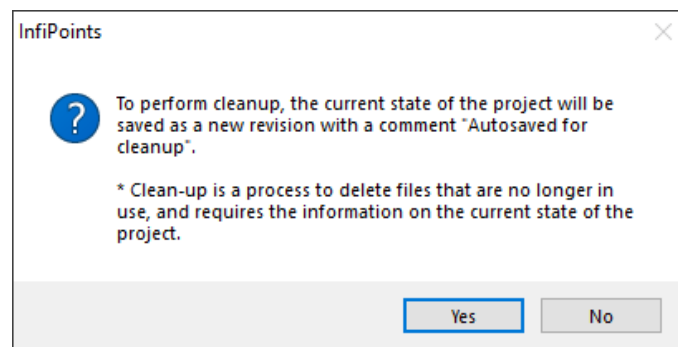 InfiPoints
To perform cleanup, the current state of the project will be
saved as a new revision with a comment "Autosaved for
cleanup".
* Clean-up is a process to delete files that are no longer in
use, and requires the information on the current state of the
project.
Yes
No